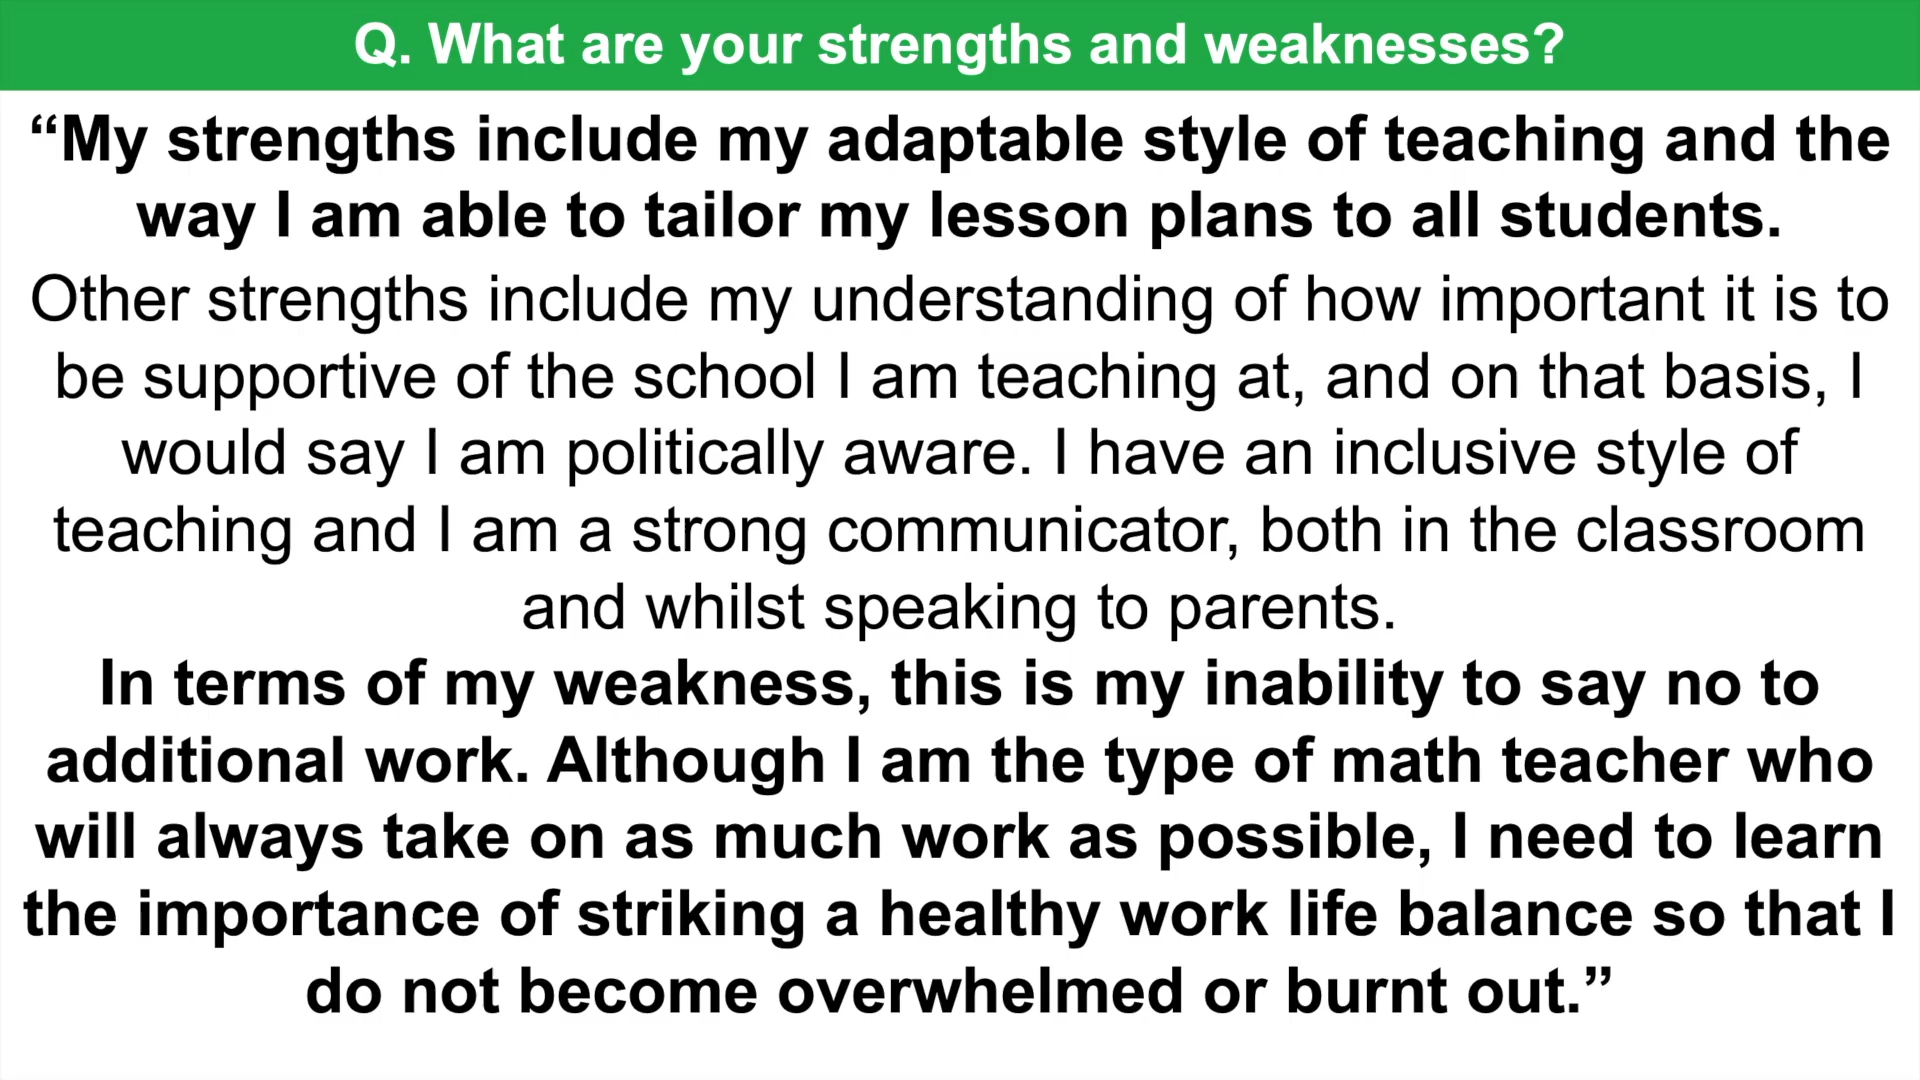 Q. What are your strengths and weaknesses?
“My strengths include my adaptable style of teaching and the
way I am able to tailor my lesson plans to all students.
Other strengths include my understanding of how important it is to
be supportive of the school I am teaching at, and on that basis, I
would say I am politically aware. I have an inclusive style of
teaching and I am a strong communicator, both in the classroom
and whilst speaking to parents.
In terms of my weakness, this is my inability to say no to
additional work. Although I am the type of math teacher who
will always take on as much work as possible, I need to learn
the importance of striking a healthy work life balance so that I
do not become overwhelmed or burnt out.”